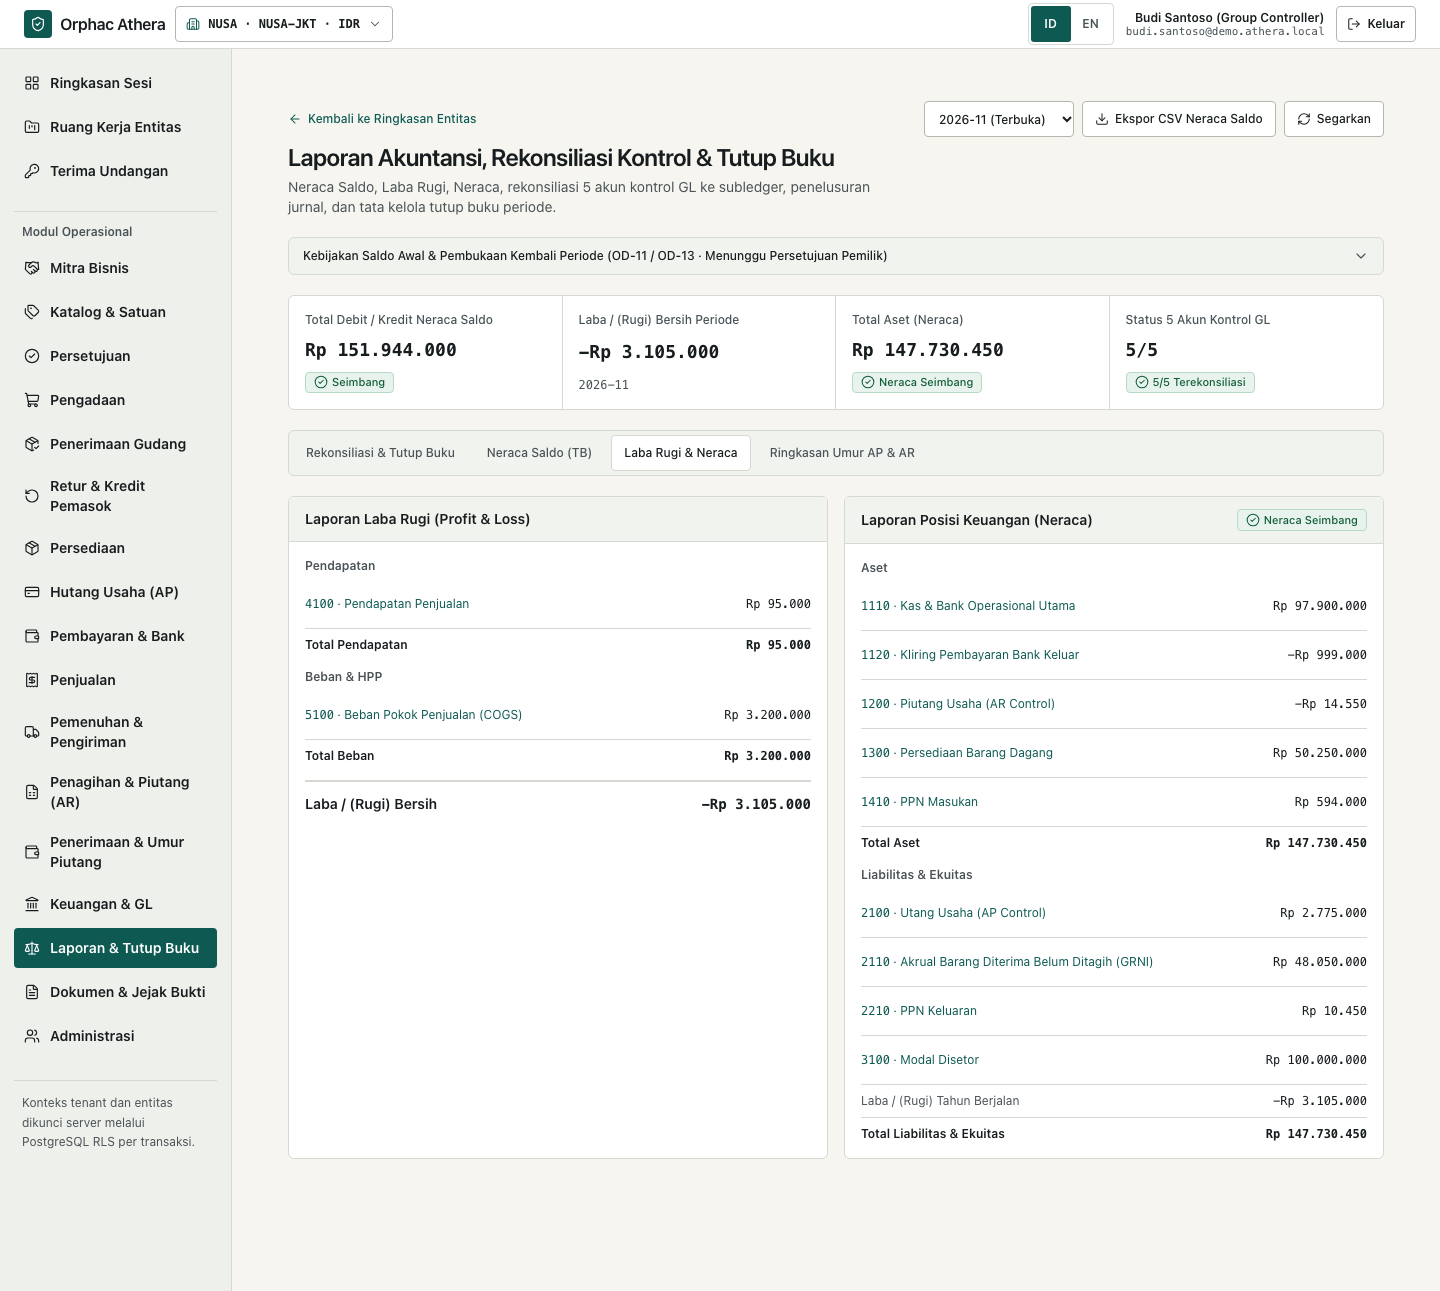 Orphac Athera
NUSA · NUSA-JKT · IDR
ID
EN
Budi Santoso (Group Controller)
budi.santoso@demo.athera.local
Keluar
Ringkasan Sesi
Ruang Kerja Entitas
Terima Undangan
Modul Operasional
Mitra Bisnis
Katalog & Satuan
Persetujuan
Pengadaan
Penerimaan Gudang
Retur & Kredit
Pemasok
Persediaan
Hutang Usaha (AP)
Pembayaran & Bank
Penjualan
Pemenuhan &
Pengiriman
Penagihan & Piutang
(AR)
Penerimaan & Umur
Piutang
Keuangan & GL
Laporan & Tutup Buku
Dokumen & Jejak Bukti
Administrasi
Konteks tenant dan entitas
dikunci server melalui
PostgreSQL RLS per transaksi.
Kembali ke Ringkasan Entitas
2026-11 (Terbuka)
Ekspor CSV Neraca Saldo
Segarkan
Laporan Akuntansi, Rekonsiliasi Kontrol & Tutup Buku
Neraca Saldo, Laba Rugi, Neraca, rekonsiliasi 5 akun kontrol GL ke subledger, penelusuran
jurnal, dan tata kelola tutup buku periode.
Kebijakan Saldo Awal & Pembukaan Kembali Periode (OD-11 / OD-13 · Menunggu Persetujuan Pemilik)
Total Debit / Kredit Neraca Saldo
Rp 151.944.000
Seimbang
Laba / (Rugi) Bersih Periode
-Rp 3.105.000
2026-11
Total Aset (Neraca)
Rp 147.730.450
Neraca Seimbang
Status 5 Akun Kontrol GL
5/5
5/5 Terekonsiliasi
Rekonsiliasi & Tutup Buku
Neraca Saldo (TB)
Laba Rugi & Neraca
Ringkasan Umur AP & AR
Laporan Laba Rugi (Profit & Loss)
Pendapatan
4100 · Pendapatan Penjualan Rp 95.000
Total Pendapatan Rp 95.000
Beban & HPP
5100 · Beban Pokok Penjualan (COGS) Rp 3.200.000
Total Beban Rp 3.200.000
Laba / (Rugi) Bersih -Rp 3.105.000
Laporan Posisi Keuangan (Neraca)
Neraca Seimbang
Aset
1110 · Kas & Bank Operasional Utama Rp 97.900.000
1120 · Kliring Pembayaran Bank Keluar -Rp 999.000
1200 · Piutang Usaha (AR Control) -Rp 14.550
1300 · Persediaan Barang Dagang Rp 50.250.000
1410 · PPN Masukan Rp 594.000
Total Aset Rp 147.730.450
Liabilitas & Ekuitas
2100 · Utang Usaha (AP Control) Rp 2.775.000
2110 · Akrual Barang Diterima Belum Ditagih (GRNI) Rp 48.050.000
2210 · PPN Keluaran Rp 10.450
3100 · Modal Disetor Rp 100.000.000
Laba / (Rugi) Tahun Berjalan -Rp 3.105.000
Total Liabilitas & Ekuitas Rp 147.730.450